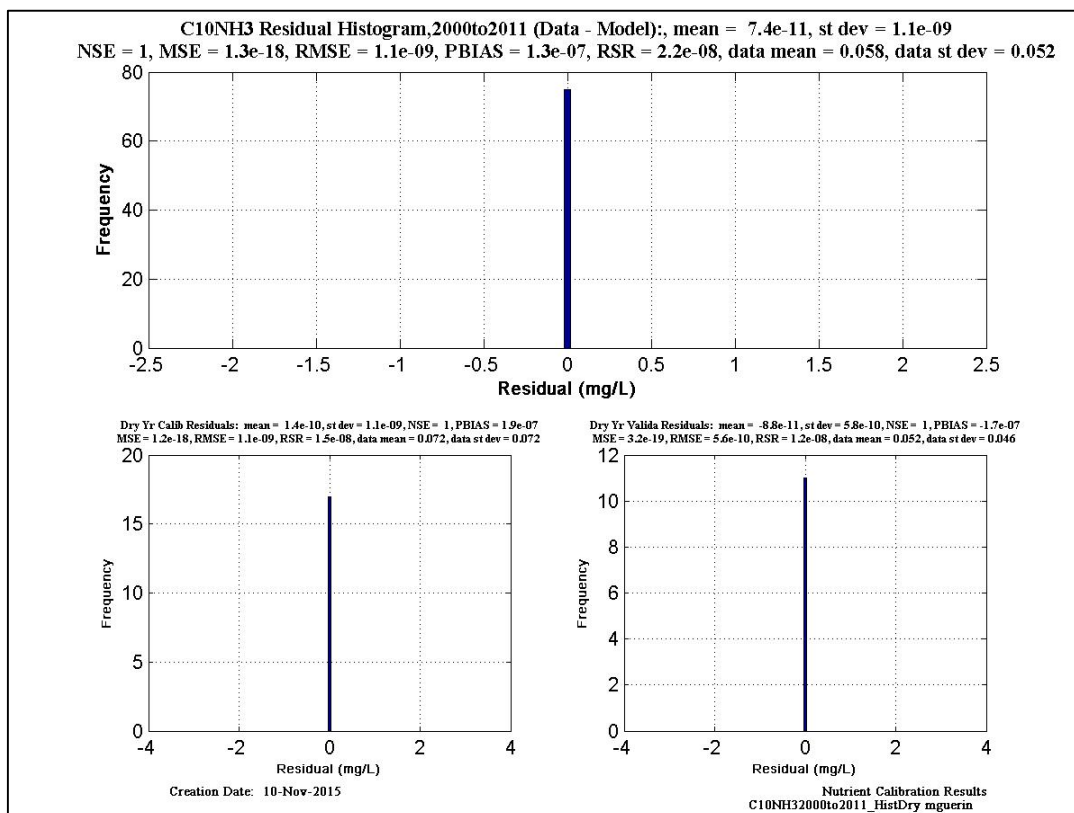 C10NH3 Residual Histogram,2000to2011 (Data - Model):, mean = 7.4e-11, st dev = 1.1e-09
NSE = 1, MSE = 1.3e-18, RMSE = 1.1e-09, PBIAS = 1.3e-07, RSR = 2.2e-08, data mean = 0.058, data st dev = 0.052
80
60
40
20
0
Frequency
-2.5 -2 -1.5 -1 -0.5 0 0.5 1 1.5 2 2.5
Residual (mg/L)
Dry Yr Calib Residuals: mean = 1.4e-10, st dev = 1.1e-09, NSE = 1, PBIAS = 1.9e-07
MSE = 1.2e-18, RMSE = 1.1e-09, RSR = 1.5e-08, data mean = 0.072, data st dev = 0.072
20
15
10
5
0
Frequency
-4 -2 0 2 4
Residual (mg/L)
Dry Yr Valida Residuals: mean = -8.8e-11, st dev = 5.8e-10, NSE = 1, PBIAS = -1.7e-07
MSE = 3.2e-19, RMSE = 5.6e-10, RSR = 1.2e-08, data mean = 0.052, data st dev = 0.046
12
10
8
6
4
2
0
Frequency
-4 -2 0 2 4
Residual (mg/L)
Creation Date: 10-Nov-2015
Nutrient Calibration Results
C10NH32000to2011_HistDry mguerin